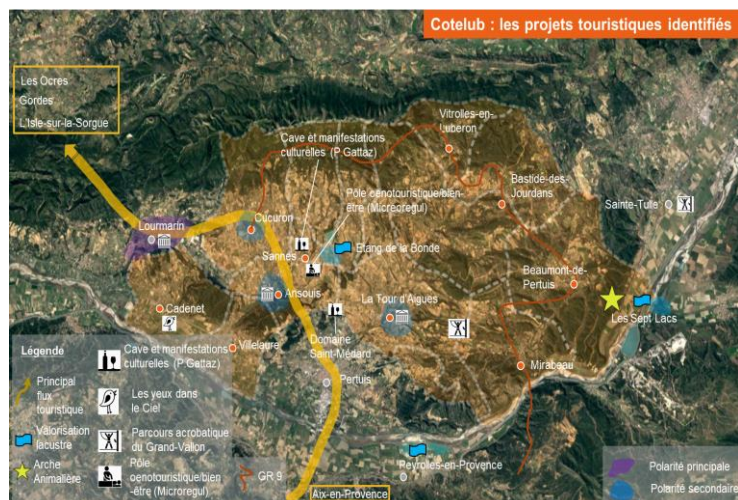 Cotelub : les projets touristiques identifiés
Les Ocres
Gordes
L'Isle-sur-la-Sorgue
Vitrolles-en-
Luberon
Cave et manifestations
culturelles (P.Gattaz)
Bastide-des-
Jourdans
Pôle oenotouristique/bien-
être (Microregul)
Sainte-Tulle
Lourmarin
Cucuron
Etang de la Bonde
Sannes
Beaumont-de-
Pertuis
Ansouis
La Tour d'Aigues
Les Sept Lacs
Cadenet
Domaine
Saint-Médard
Villelaure
Mirabeau
Pertuis
Peyrolles-en-Provence
Aix-en-Provence
Légende
Principal
flux
touristique
Valorisation
lacustre
Arche
Animalière
Cave et manifestations
culturelles (P.Gattaz)
Les yeux dans
le Ciel
Parcours acrobatique
du Grand-Vallon
Pôle
oenotouristique/bien
-être (Microregul)
GR 9
Polarité principale
Polarité secondaire